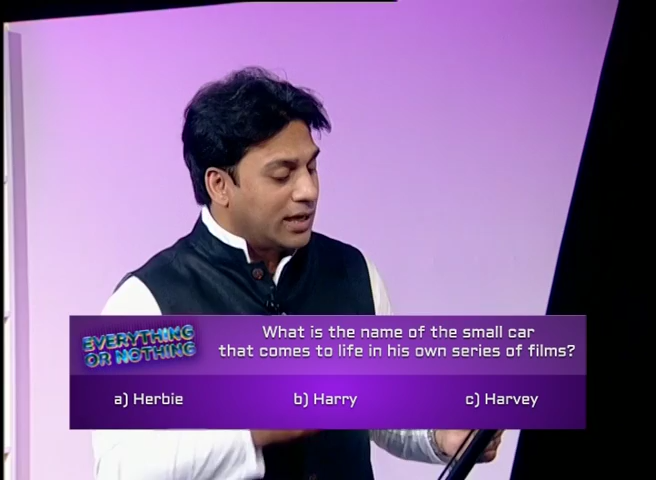 EVERYTHING
OR NOTHING
What is the name of the small car
that comes to life in his own series of films?
a) Herbie
b) Harry
c) Harvey